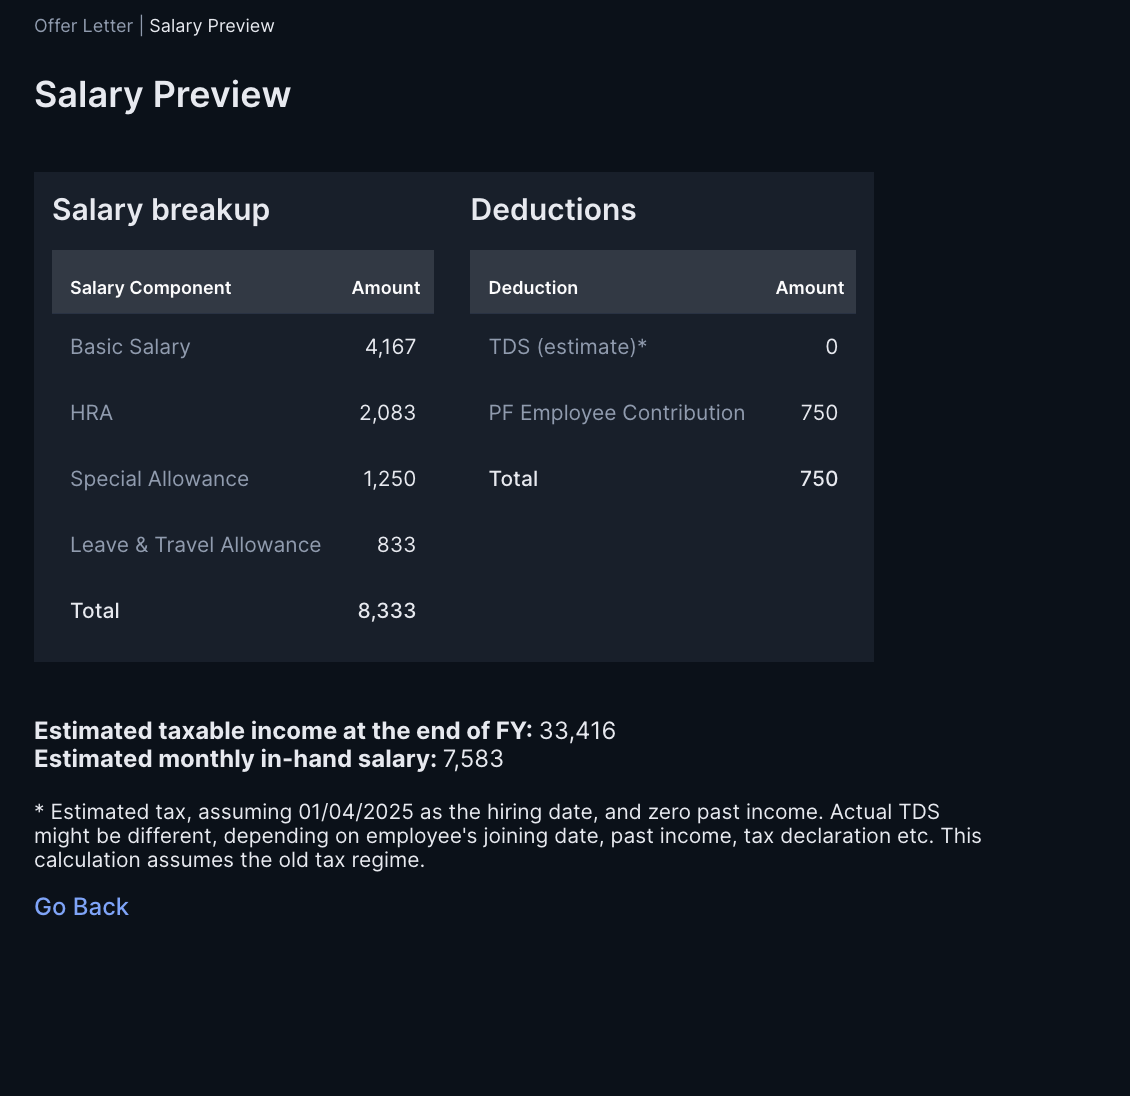 Offer Letter | Salary Preview
Salary Preview
Salary breakup
Salary Component Amount
Basic Salary 4,167
HRA 2,083
Special Allowance 1,250
Leave & Travel Allowance 833
Total 8,333
Deductions
Deduction Amount
TDS (estimate)* 0
PF Employee Contribution 750
Total 750
Estimated taxable income at the end of FY: 33,416
Estimated monthly in-hand salary: 7,583
* Estimated tax, assuming 01/04/2025 as the hiring date, and zero past income. Actual TDS
might be different, depending on employee's joining date, past income, tax declaration etc. This
calculation assumes the old tax regime.
Go Back